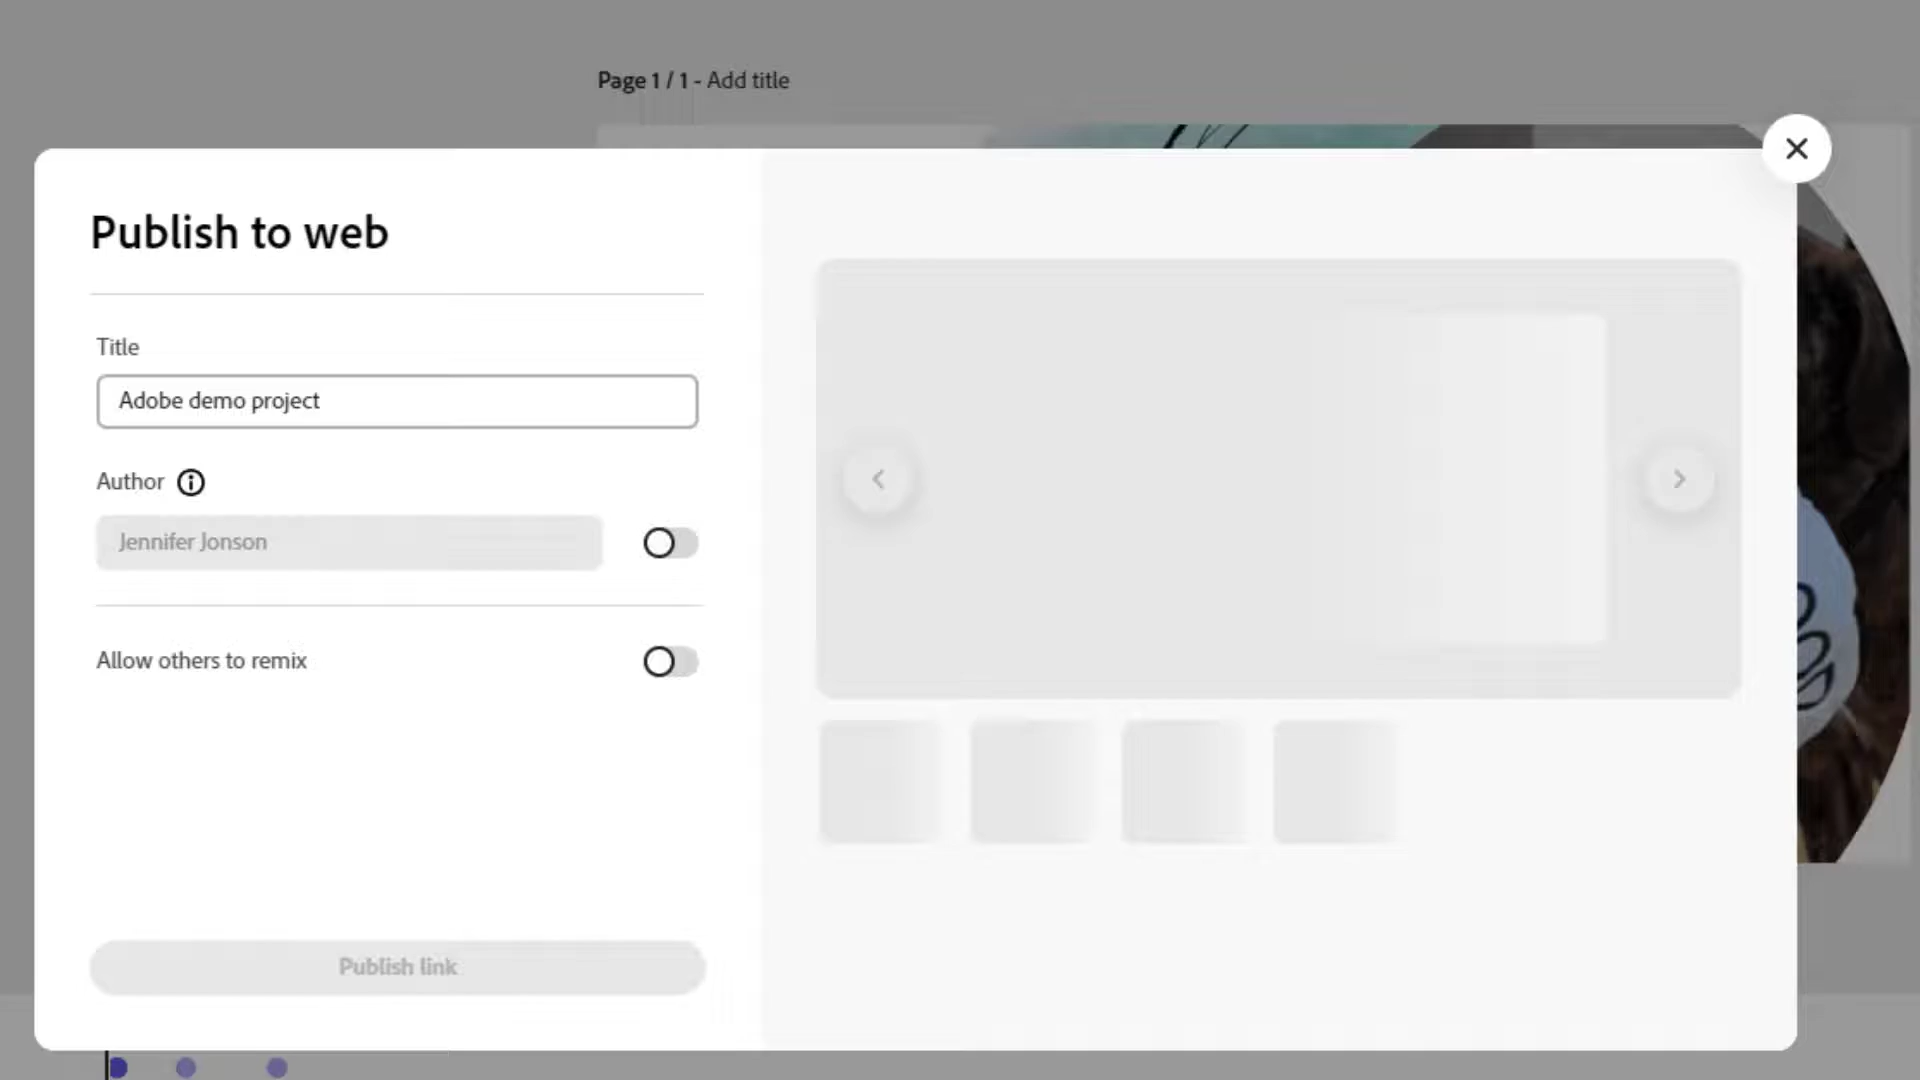 Page 1 / 1 - Add title
Publish to web
Title
Adobe demo project
Author
Jennifer Jonson
Allow others to remix
Publish link